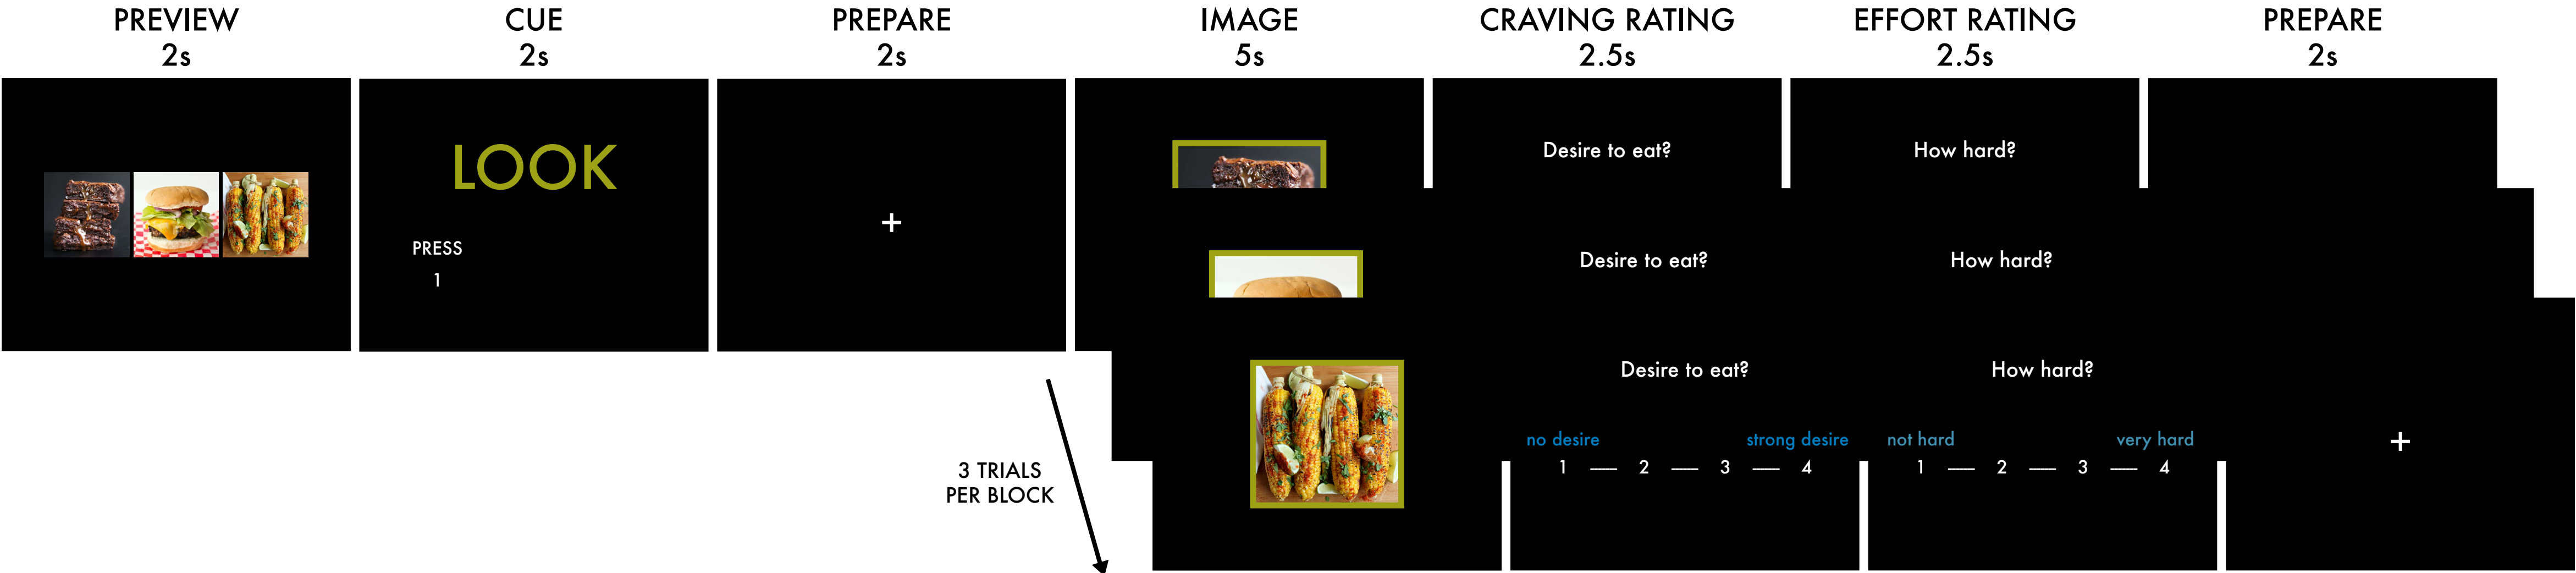 PREVIEW
2s
CUE
2s
PREPARE
2s
IMAGE
5s
CRAVING RATING
2.5s
EFFORT RATING
2.5s
PREPARE
2s
LOOK
PRESS
1
+
Desire to eat?
How hard?
Desire to eat?
How hard?
Desire to eat?
How hard?
no desire strong desire
1 — 2 — 3 — 4
not hard very hard
1 — 2 — 3 — 4
+
3 TRIALS
PER BLOCK